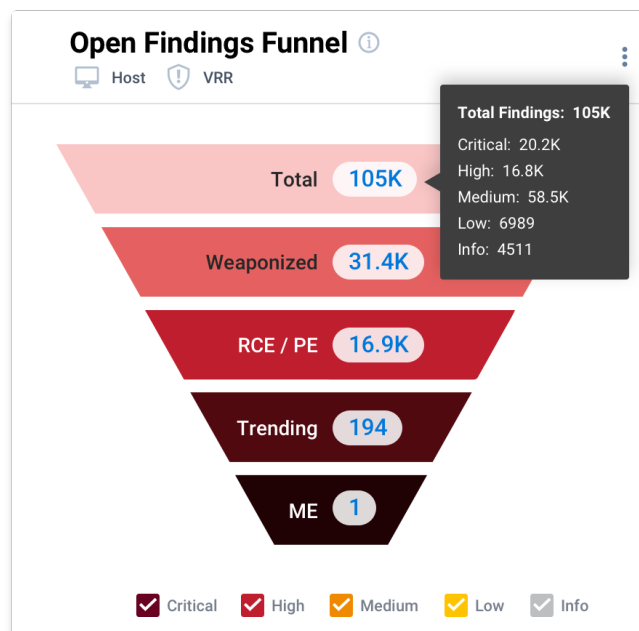 Open Findings Funnel
Host VRR
Total Findings: 105K
Critical: 20.2K
High: 16.8K
Medium: 58.5K
Low: 6989
Info: 4511
Total 105K
Weaponized 31.4K
RCE / PE 16.9K
Trending 194
ME 1
Critical High Medium Low Info